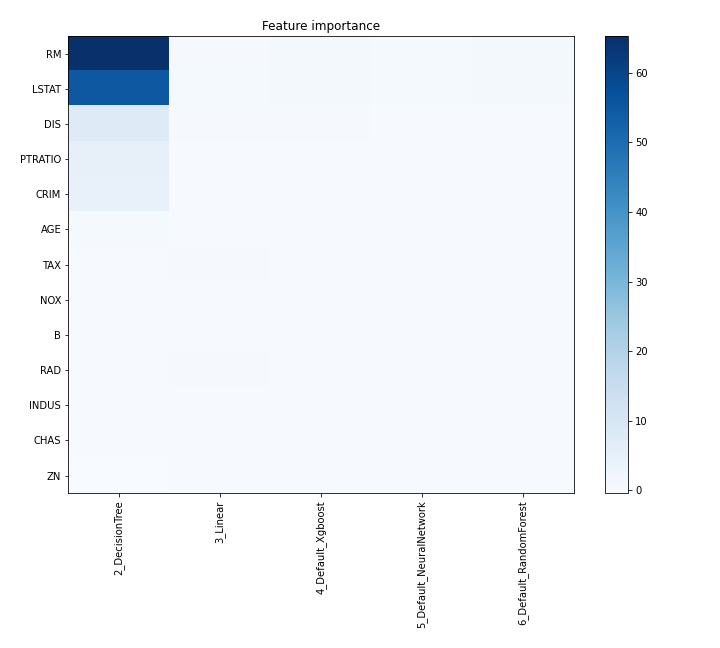 Feature importance
RM
LSTAT
DIS
PTRATIO
CRIM
AGE
TAX
NOX
B
RAD
INDUS
CHAS
ZN
2_DecisionTree
3_Linear
4_Default_Xgboost
5_Default_NeuralNetwork
6_Default_RandomForest
60
50
40
30
20
10
0